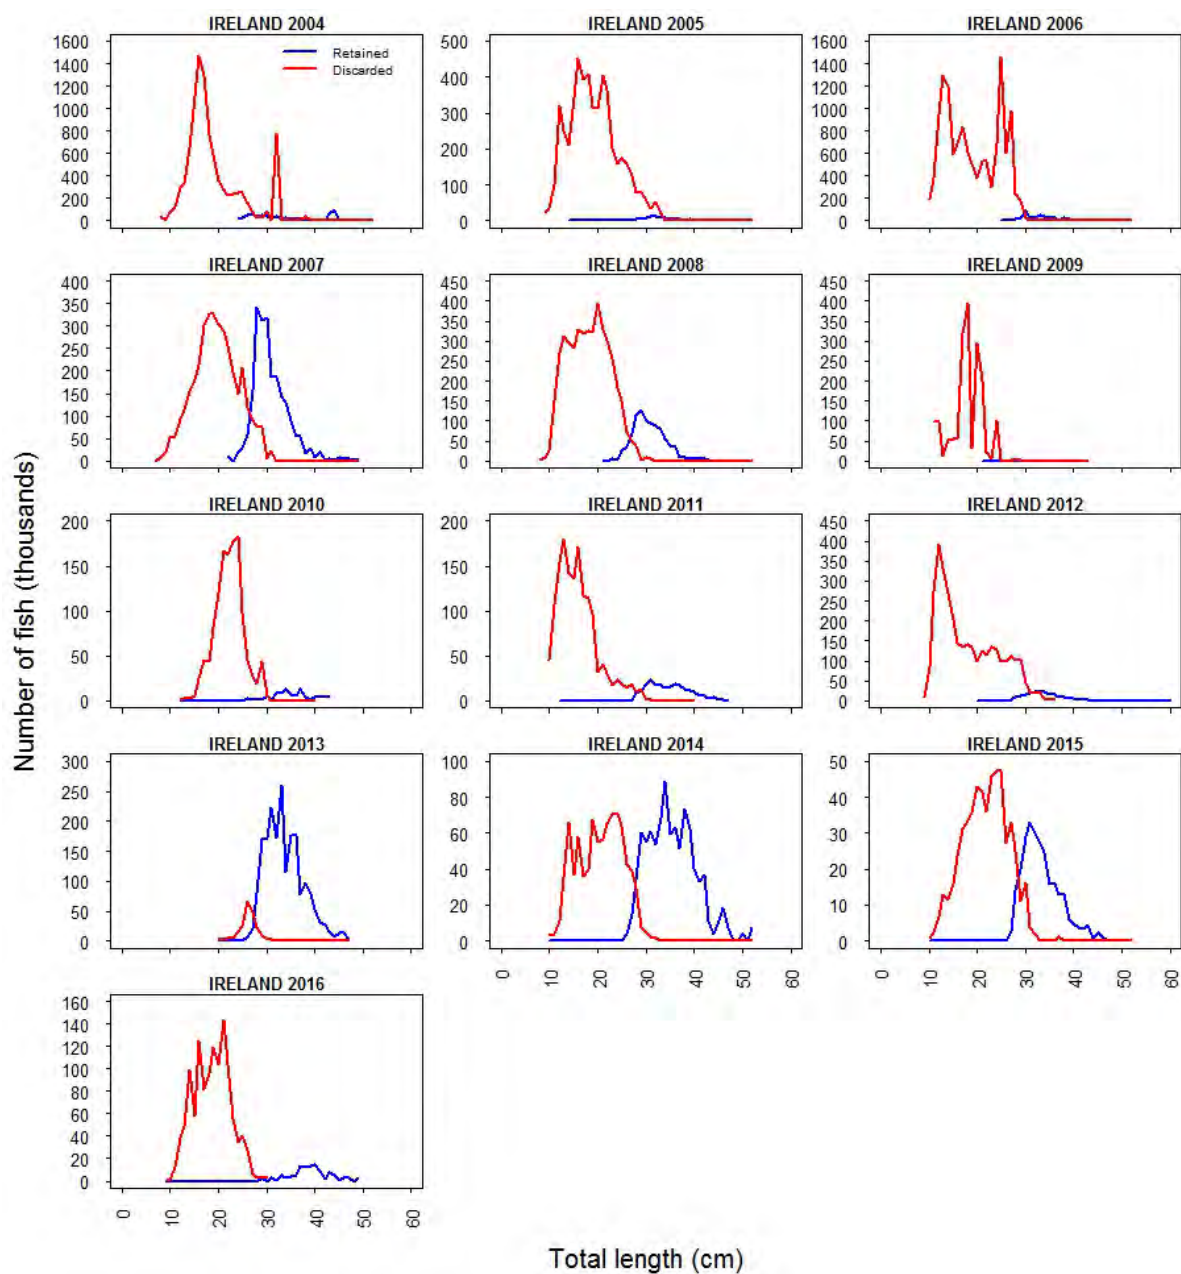 IRELAND 2004 IRELAND 2005 IRELAND 2006
1600 500 1600
Retained
1400 1400
Discarded
400
1200 1200
1000 300 1000
800 800
600 200 600
400 100 400
200 200
0 0 0
IRELAND 2007 IRELAND 2008 IRELAND 2009
400 450 450
350 400 400
300 350 350
250 300 300
200 250 250
150 200 200
100 150 150
50 100 100
0 50 50
0 0
IRELAND 2010 IRELAND 2011 IRELAND 2012
200 200 450
400
150 150 350
300
100 100 250
200
50 50 150
100
0 0 50
0
Number of fish (thousands)
IRELAND 2013 IRELAND 2014 IRELAND 2015
300 100 50
250 80 40
200 60 30
150 40 20
100 20 10
50 0 0
0
0 10 20 30 40 50 60 0 10 20 30 40 50 60
IRELAND 2016
160
140
120
100
80
60
40
20
0
0 10 20 30 40 50 60
Total length (cm)